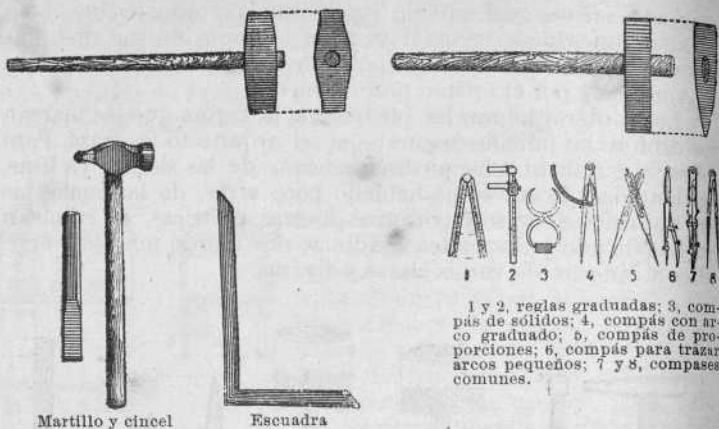 1 2 3 4 5 6 7 8
1 y 2, reglas graduadas; 3, com-
pás de sólidos; 4, compás con ar-
co graduado; 5, compás de pro-
porciones; 6, compás para trazar
arcos pequeños; 7 y 8, compases
comunes.
Martillo y cincel
Escuadra